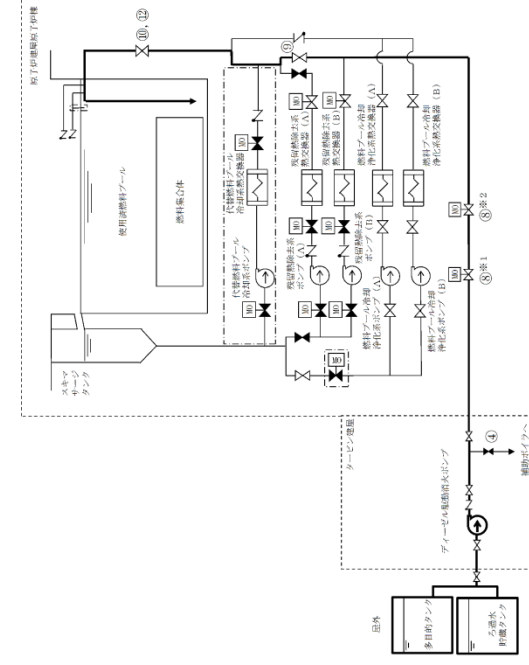 原子炉建屋原子炉棟
⑩,⑫
使用済燃料プール
燃料集合体
スキマ
サージ
タンク
代替燃料プール
冷却系熱交換器
代替燃料プール
冷却系ポンプ
MO
MO
⑨
残留熱除去系
熱交換器（A）
残留熱除去系
熱交換器（B）
燃料プール冷却
浄化系熱交換器（A）
燃料プール冷却
浄化系熱交換器（B）
MO
MO
MO
MO
残留熱除去系
ポンプ（A）
残留熱除去系
ポンプ（B）
燃料プール冷却
浄化系ポンプ（A）
燃料プール冷却
浄化系ポンプ（B）
MO
MO
⑧※2
MO
⑧※1
タービン建屋
ディーゼル駆動消火ポンプ
④
補助ボイラへ
屋外
多目的タンク
ろ過水
貯蔵タンク